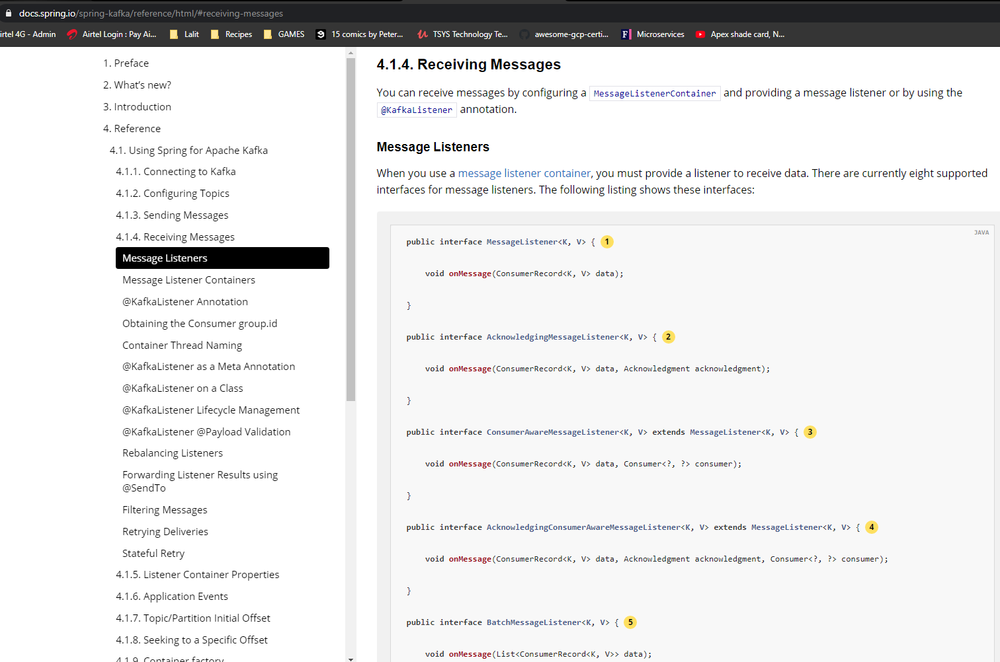 docs.spring.io/spring-kafka/reference/html/#receiving-messages
irtel 4G - Admin Airtel Login : Pay Ai... Lalit Recipes GAMES 15 comics by Peter... TSYS Technology Te... awesome-gcp-certi... Microservices Apex shade card, N...
1. Preface
2. What's new?
3. Introduction
4. Reference
4.1. Using Spring for Apache Kafka
4.1.1. Connecting to Kafka
4.1.2. Configuring Topics
4.1.3. Sending Messages
4.1.4. Receiving Messages
Message Listeners
Message Listener Containers
@KafkaListener Annotation
Obtaining the Consumer group.id
Container Thread Naming
@KafkaListener as a Meta Annotation
@KafkaListener on a Class
@KafkaListener Lifecycle Management
@KafkaListener @Payload Validation
Rebalancing Listeners
Forwarding Listener Results using
@SendTo
Filtering Messages
Retrying Deliveries
Stateful Retry
4.1.5. Listener Container Properties
4.1.6. Application Events
4.1.7. Topic/Partition Initial Offset
4.1.8. Seeking to a Specific Offset
4.1.9. Container factory
4.1.4. Receiving Messages
You can receive messages by configuring a MessageListenerContainer and providing a message listener or by using the
@KafkaListener annotation.
Message Listeners
When you use a message listener container, you must provide a listener to receive data. There are currently eight supported
interfaces for message listeners. The following listing shows these interfaces:
JAVA
public interface MessageListener<K, V> { 1
void onMessage(ConsumerRecord<K, V> data);
}
public interface AcknowledgingMessageListener<K, V> { 2
void onMessage(ConsumerRecord<K, V> data, Acknowledgment acknowledgment);
}
public interface ConsumerAwareMessageListener<K, V> extends MessageListener<K, V> { 3
void onMessage(ConsumerRecord<K, V> data, Consumer<?, ?> consumer);
}
public interface AcknowledgingConsumerAwareMessageListener<K, V> extends MessageListener<K, V> { 4
void onMessage(ConsumerRecord<K, V> data, Acknowledgment acknowledgment, Consumer<?, ?> consumer);
}
public interface BatchMessageListener<K, V> { 5
void onMessage(List<ConsumerRecord<K, V>> data);